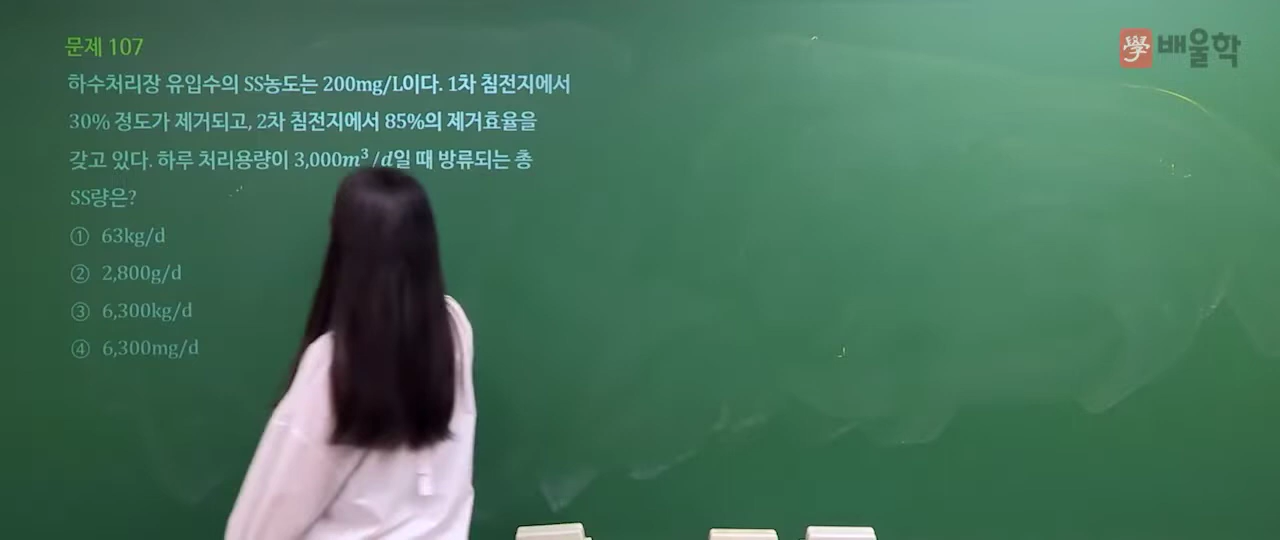 문제 107
學 배울학
하수처리장 유입수의 SS농도는 200mg/L이다. 1차 침전지에서
30% 정도가 제거되고, 2차 침전지에서 85%의 제거효율을
갖고 있다. 하루 처리용량이 3,000m³/d일 때 방류되는 총
SS량은?
① 63kg/d
② 2,800g/d
③ 6,300kg/d
④ 6,300mg/d